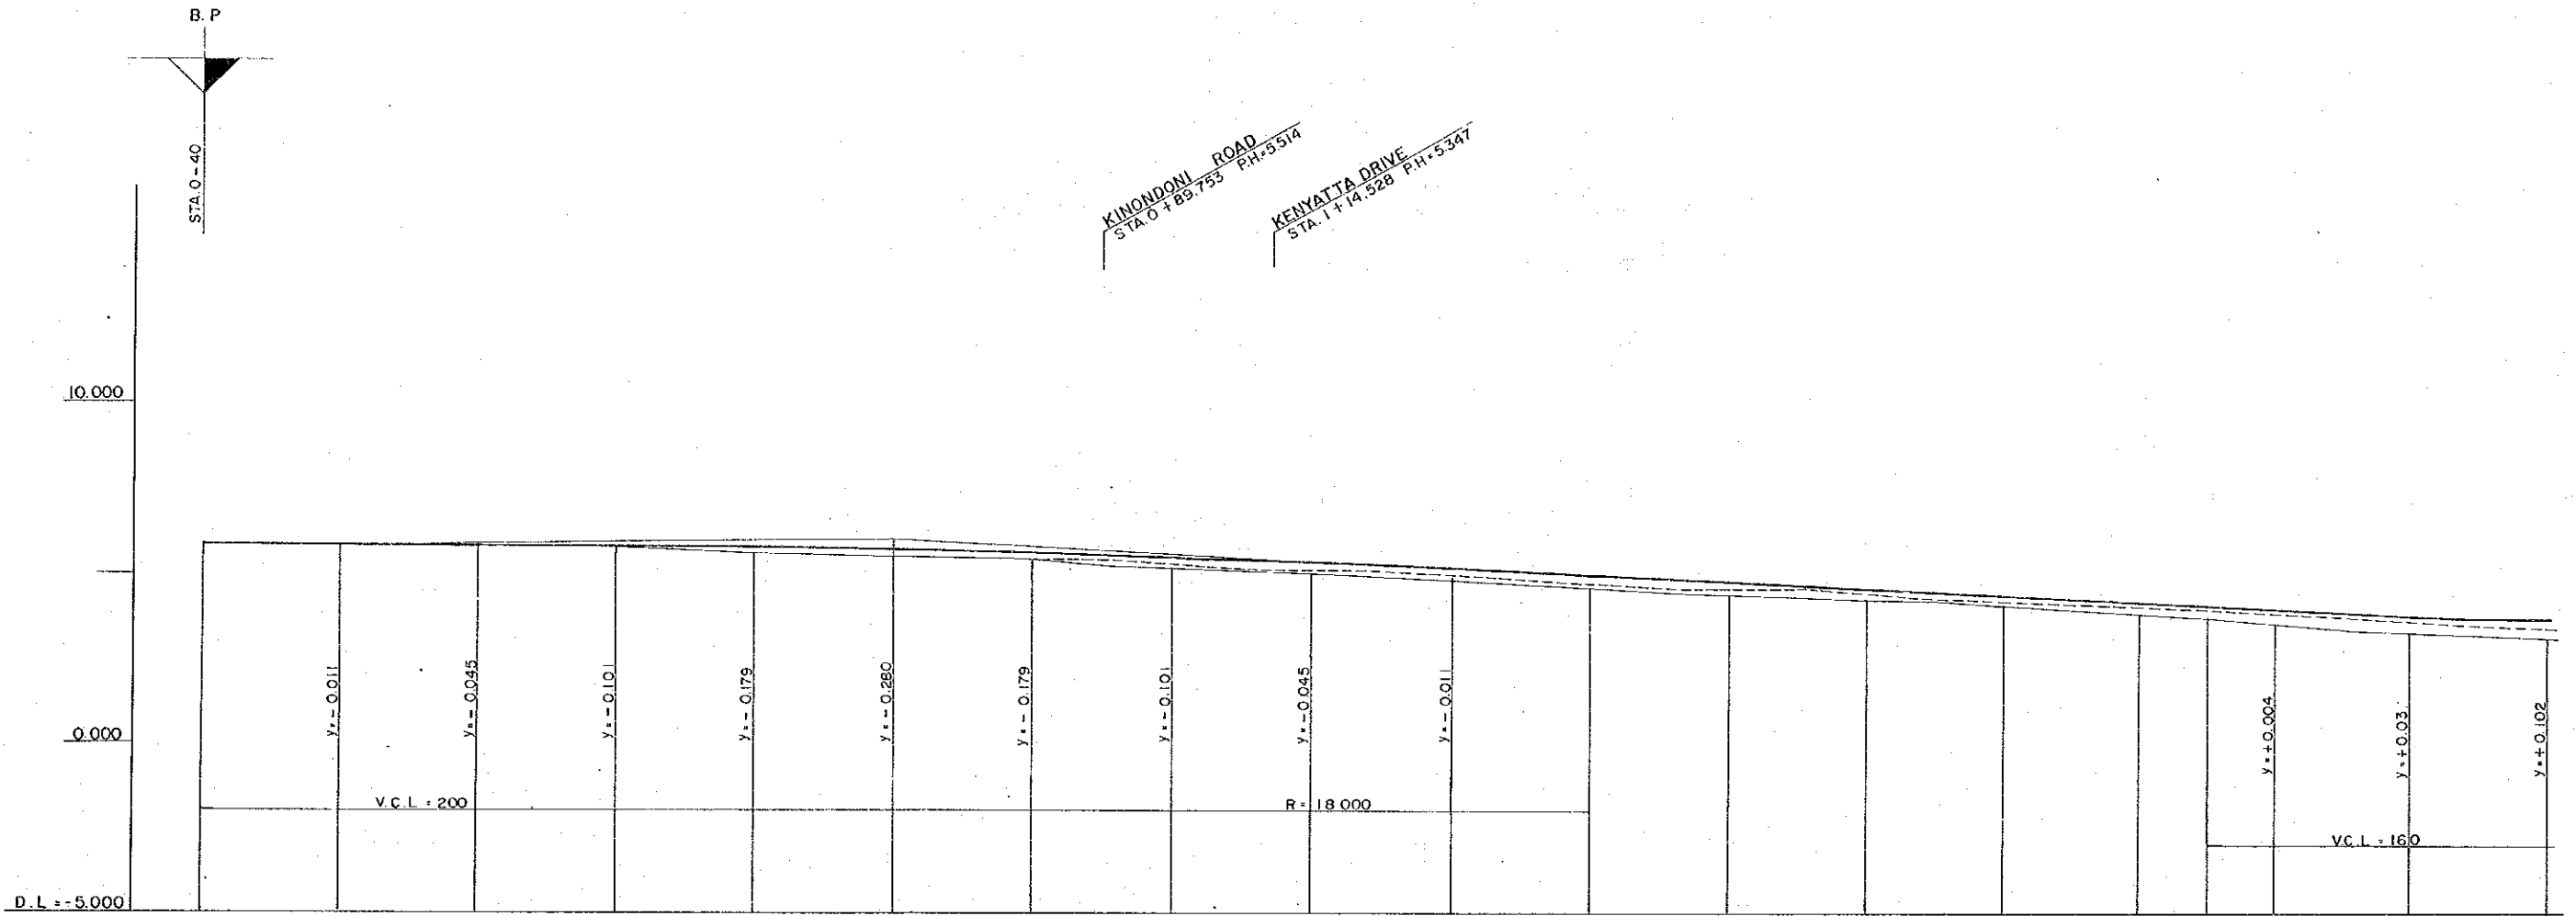 B.P
STA.0-40
KINONDONI ROAD
STA.0+89.753 P.H=5.514
KENYATTA DRIVE
STA.1+14.528 P.H=5.347
10.000
0.000
D.L=-5.000
y=-0.011
y=-0.045
y=-0.101
y=-0.179
y=-0.280
y=-0.179
y=-0.101
y=-0.045
y=-0.011
y=+0.004
y=+0.03
y=+0.102
V.C.L=200
R=18.000
V.C.L=160